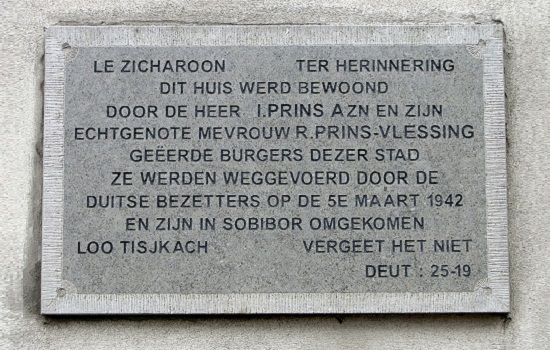 LE ZICHAROON TER HERINNERING
DIT HUIS WERD BEWOOND
DOOR DE HEER I.PRINS AZN EN ZIJN
ECHTGENOTE MEVROUW R.PRINS-VLESSING
GEËERDE BURGERS DEZER STAD
ZE WERDEN WEGGEVOERD DOOR DE
DUITSE BEZETTERS OP DE 5E MAART 1942
EN ZIJN IN SOBIBOR OMGEKOMEN
LOO TISJKACH VERGEET HET NIET
DEUT : 25-19